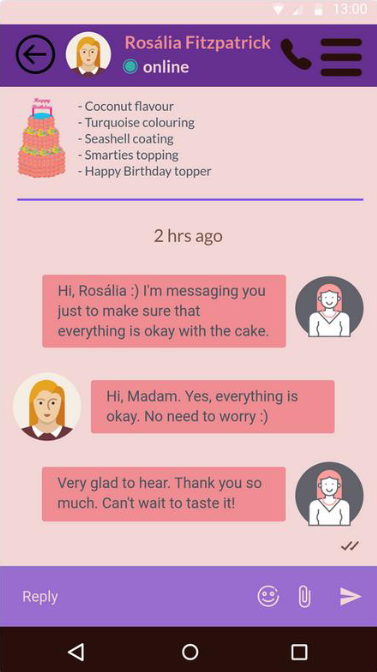 13:00
Rosália Fitzpatrick
online
Happy
Birthday
- Coconut flavour
- Turquoise colouring
- Seashell coating
- Smarties topping
- Happy Birthday topper
2 hrs ago
Hi, Rosália :) I'm messaging you
just to make sure that
everything is okay with the cake.
Hi, Madam. Yes, everything is
okay. No need to worry :)
Very glad to hear. Thank you so
much. Can't wait to taste it!
Reply